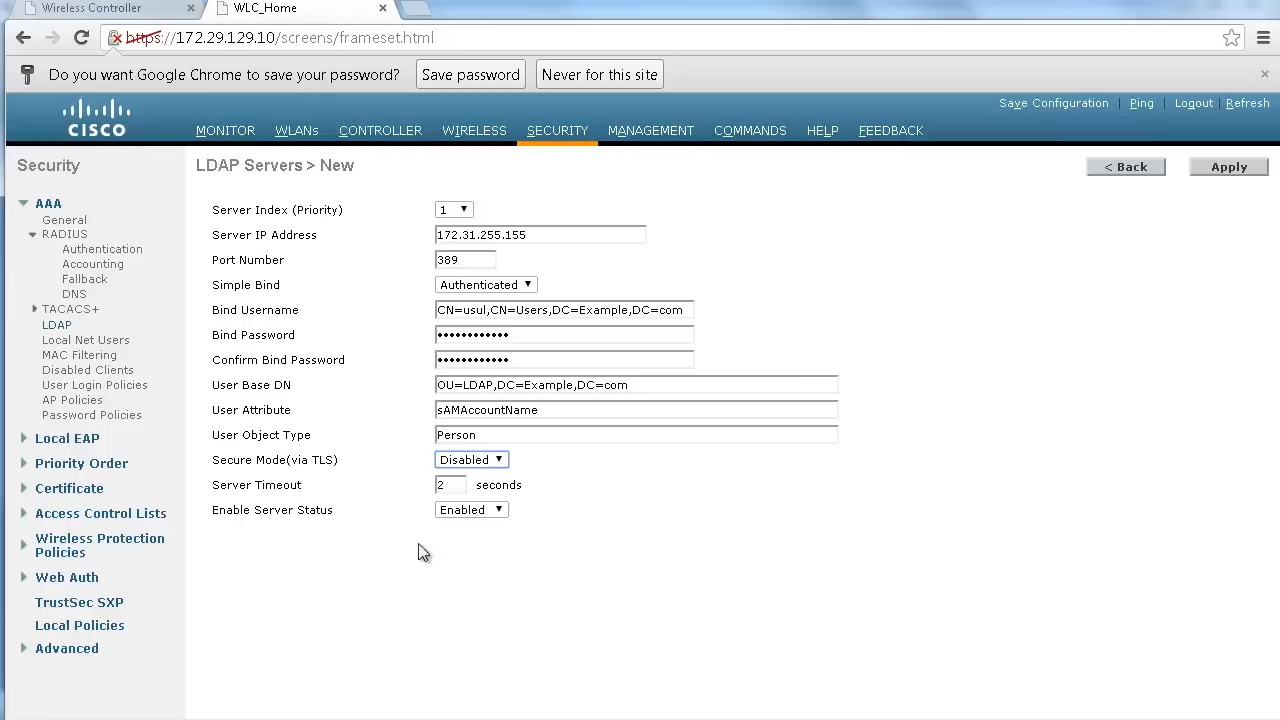 Wireless Controller × WLC_Home ×
https://172.29.129.10/screens/frameset.html
Do you want Google Chrome to save your password? Save password Never for this site ×
Save Configuration | Ping | Logout | Refresh
CISCO
MONITOR WLANs CONTROLLER WIRELESS SECURITY MANAGEMENT COMMANDS HELP FEEDBACK
Security
AAA
General
RADIUS
Authentication
Accounting
Fallback
DNS
TACACS+
LDAP
Local Net Users
MAC Filtering
Disabled Clients
User Login Policies
AP Policies
Password Policies
Local EAP
Priority Order
Certificate
Access Control Lists
Wireless Protection
Policies
Web Auth
TrustSec SXP
Local Policies
Advanced
LDAP Servers > New < Back Apply
Server Index (Priority) 1
Server IP Address 172.31.255.155
Port Number 389
Simple Bind Authenticated
Bind Username CN=usul,CN=Users,DC=Example,DC=com
Bind Password ••••••••••••
Confirm Bind Password ••••••••••••
User Base DN OU=LDAP,DC=Example,DC=com
User Attribute sAMAccountName
User Object Type Person
Secure Mode(via TLS) Disabled
Server Timeout 2 seconds
Enable Server Status Enabled